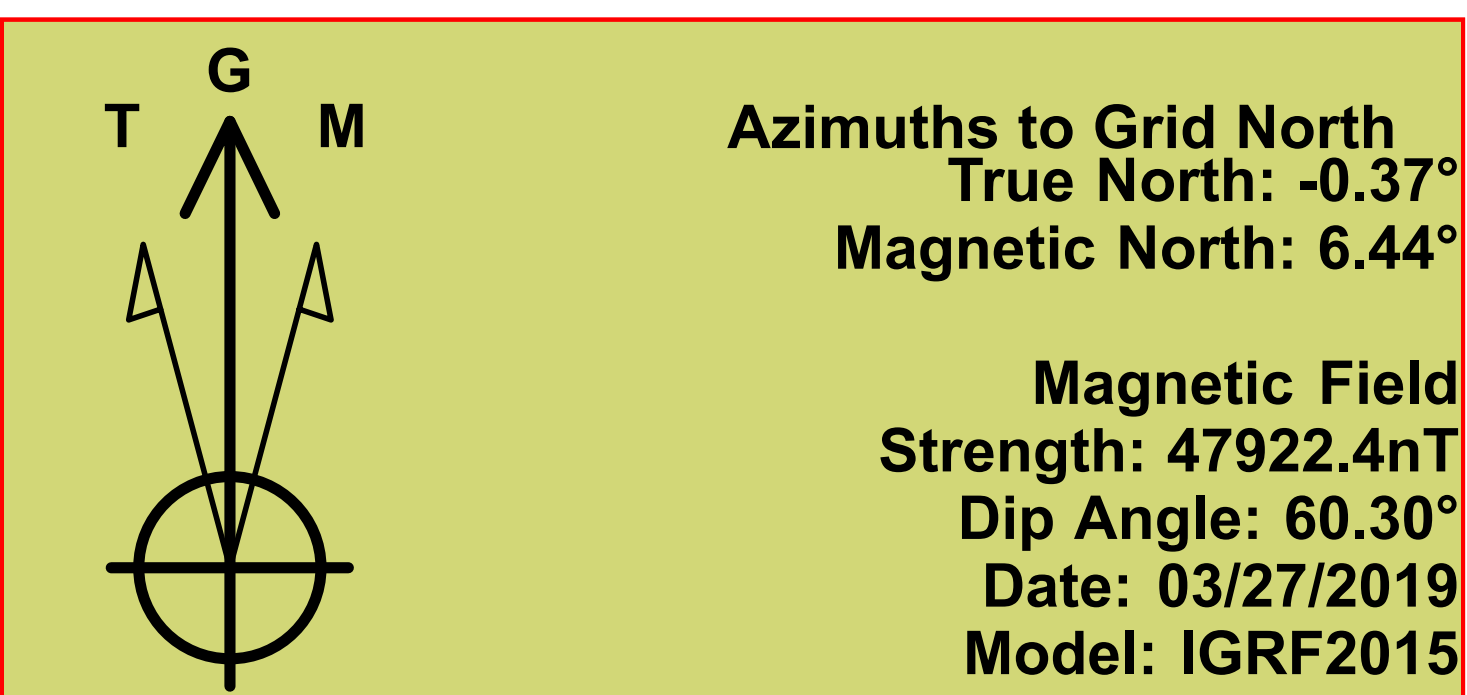 G
T M
Azimuths to Grid North
True North: -0.37°
Magnetic North: 6.44°
Magnetic Field
Strength: 47922.4nT
Dip Angle: 60.30°
Date: 03/27/2019
Model: IGRF2015